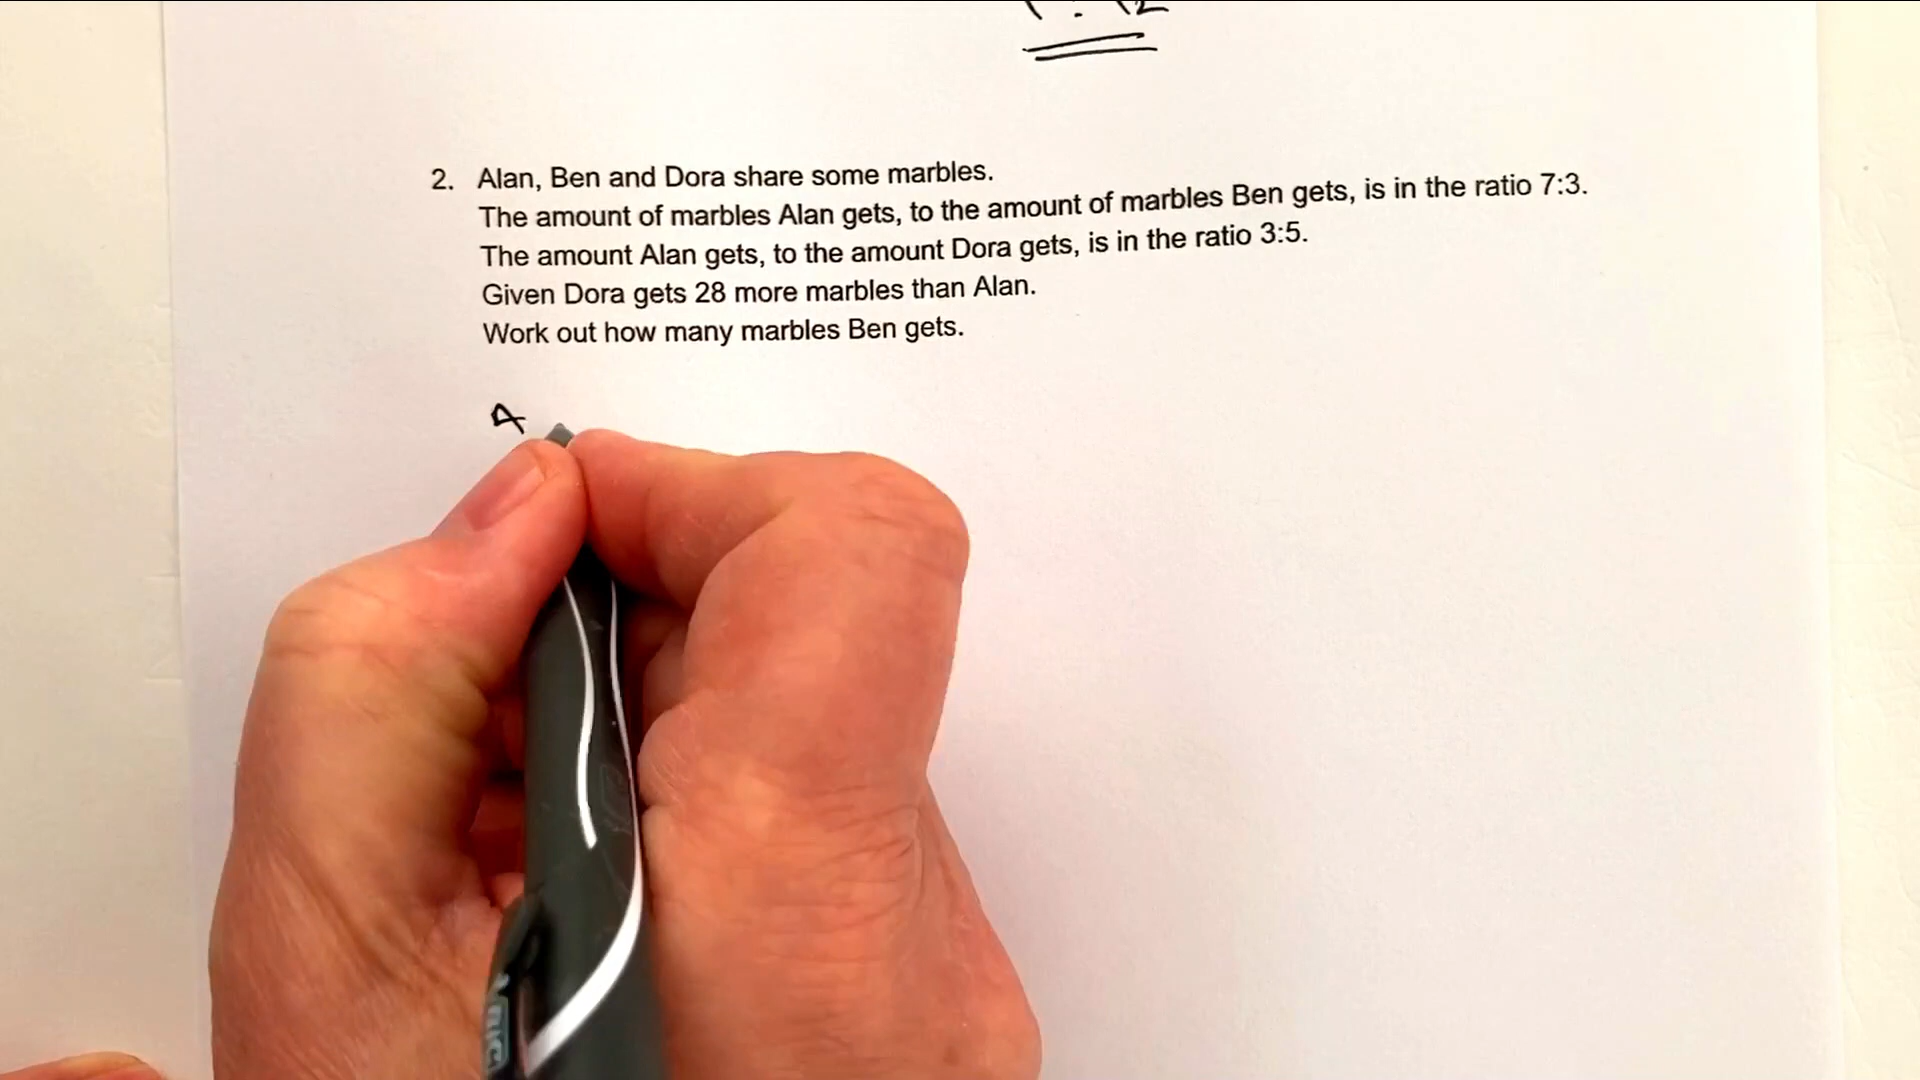 2. Alan, Ben and Dora share some marbles.
The amount of marbles Alan gets, to the amount of marbles Ben gets, is in the ratio 7:3.
The amount Alan gets, to the amount Dora gets, is in the ratio 3:5.
Given Dora gets 28 more marbles than Alan.
Work out how many marbles Ben gets.
A